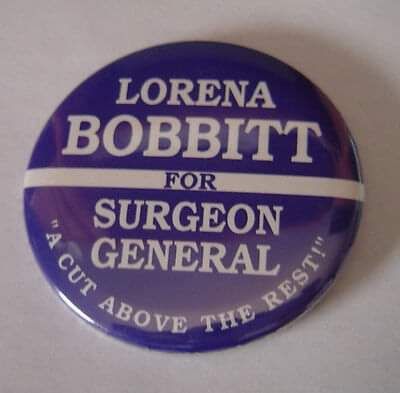 LORENA
BOBBITT
FOR
SURGEON
GENERAL
"A CUT ABOVE THE REST!"